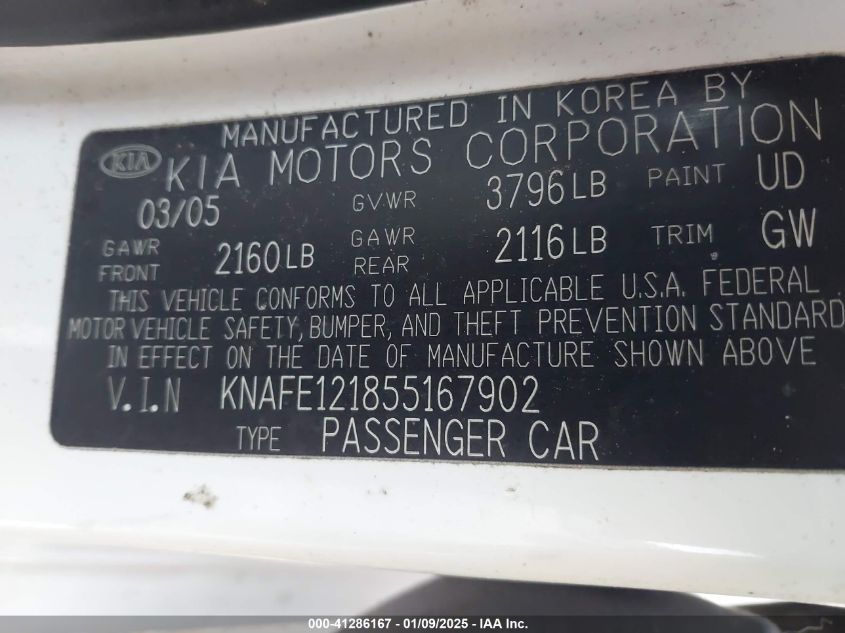 MANUFACTURED IN KOREA BY
KIA KIA MOTORS CORPORATION
03/05 GVWR 3796LB PAINT UD
GAWR FRONT 2160LB GAWR REAR 2116LB TRIM GW
THIS VEHICLE CONFORMS TO ALL APPLICABLE U.S.A. FEDERAL
MOTOR VEHICLE SAFETY, BUMPER, AND THEFT PREVENTION STANDARD
IN EFFECT ON THE DATE OF MANUFACTURE SHOWN ABOVE
V.I.N KNAFE121855167902
TYPE PASSENGER CAR
000-41286167 - 01/09/2025 - IAAI.com